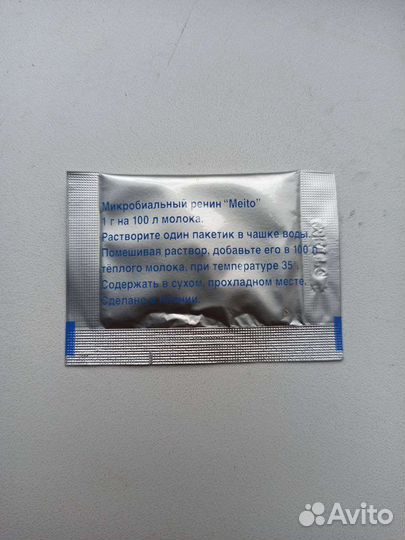 Микробиальный ренин "Meito"
1 г на 100 л молока.
Растворите один пакетик в чашке воды.
Помешивая раствор, добавьте его в 100 л
теплого молока, при температуре 35°
Содержать в сухом, прохладном месте.
Сделано в Японии.
Avito